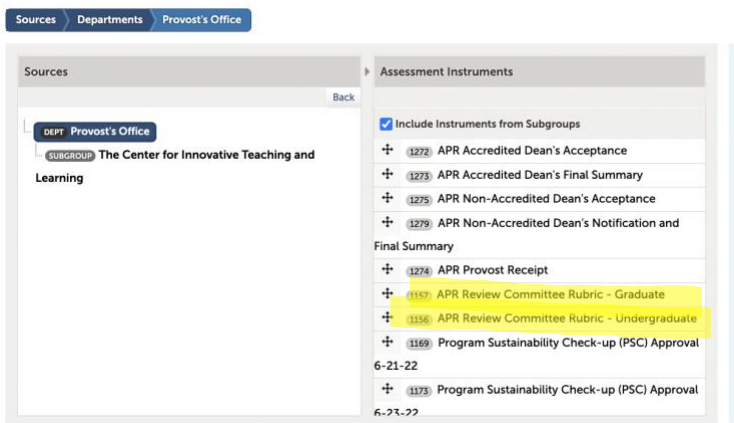 Sources Departments Provost's Office
Sources
Back
DEPT Provost's Office
SUBGROUP The Center for Innovative Teaching and
Learning
Assessment Instruments
Include Instruments from Subgroups
1272 APR Accredited Dean's Acceptance
1273 APR Accredited Dean's Final Summary
1275 APR Non-Accredited Dean's Acceptance
1279 APR Non-Accredited Dean's Notification and
Final Summary
1274 APR Provost Receipt
1157 APR Review Committee Rubric - Graduate
1156 APR Review Committee Rubric - Undergraduate
1169 Program Sustainability Check-up (PSC) Approval
6-21-22
1173 Program Sustainability Check-up (PSC) Approval
6-23-22